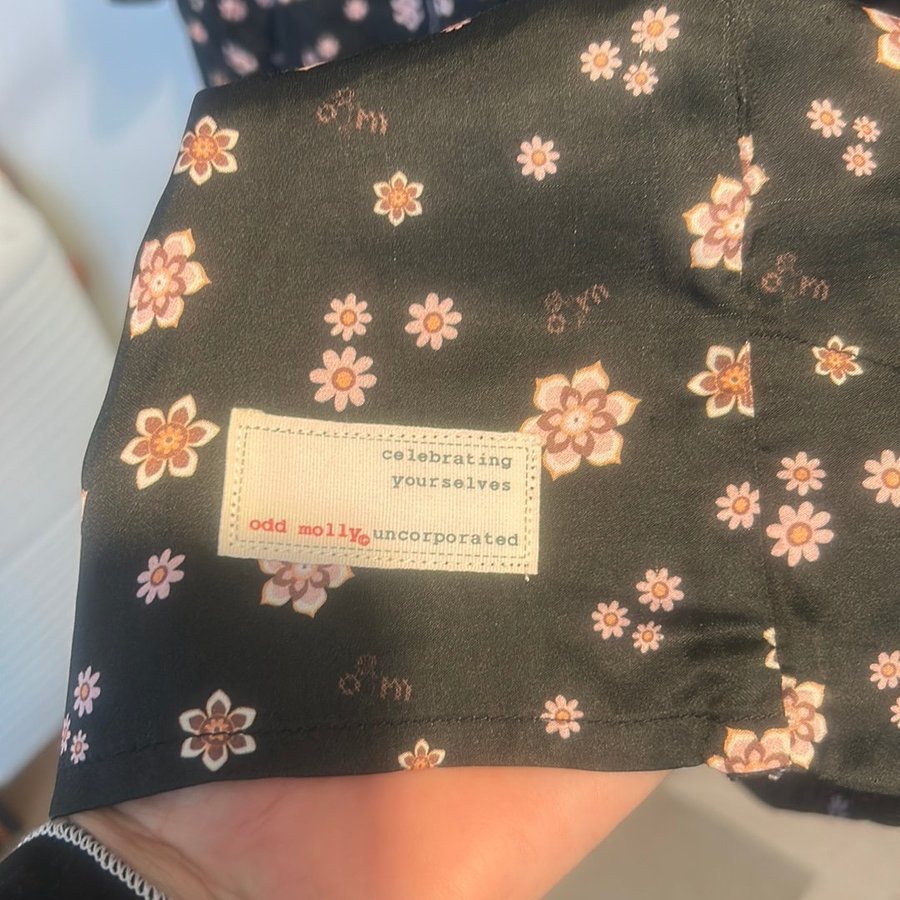 celebrating
yourselves
odd molly uncorporated